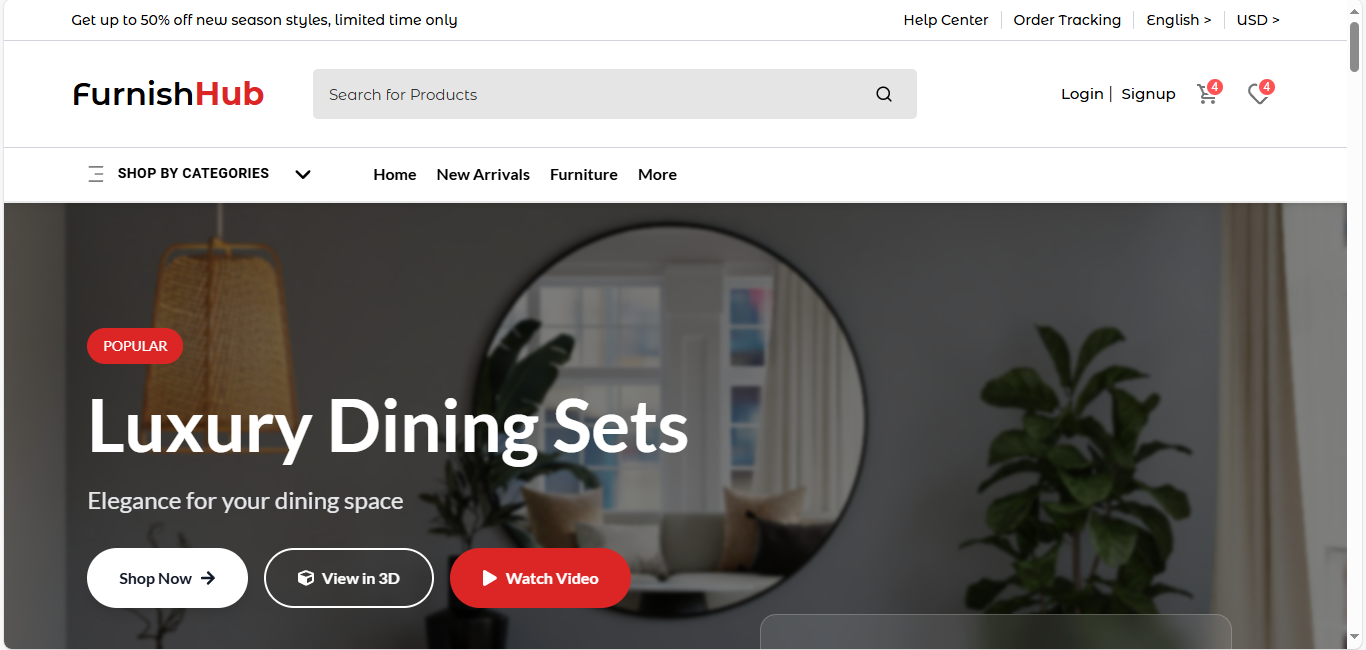 Get up to 50% off new season styles, limited time only
Help Center
Order Tracking
English >
USD >
FurnishHub
Search for Products
Login | Signup
4
4
SHOP BY CATEGORIES
Home
New Arrivals
Furniture
More
POPULAR
Luxury Dining Sets
Elegance for your dining space
Shop Now
View in 3D
Watch Video